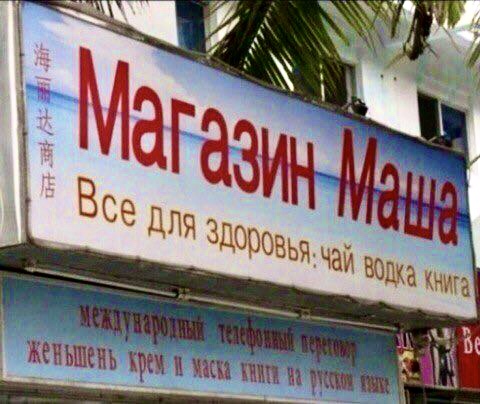 海丽达商店
Магазин Маша
Все для здоровья: чай водка книга
международный телефонный переговор
женьшень крем и маска книги на русском языке